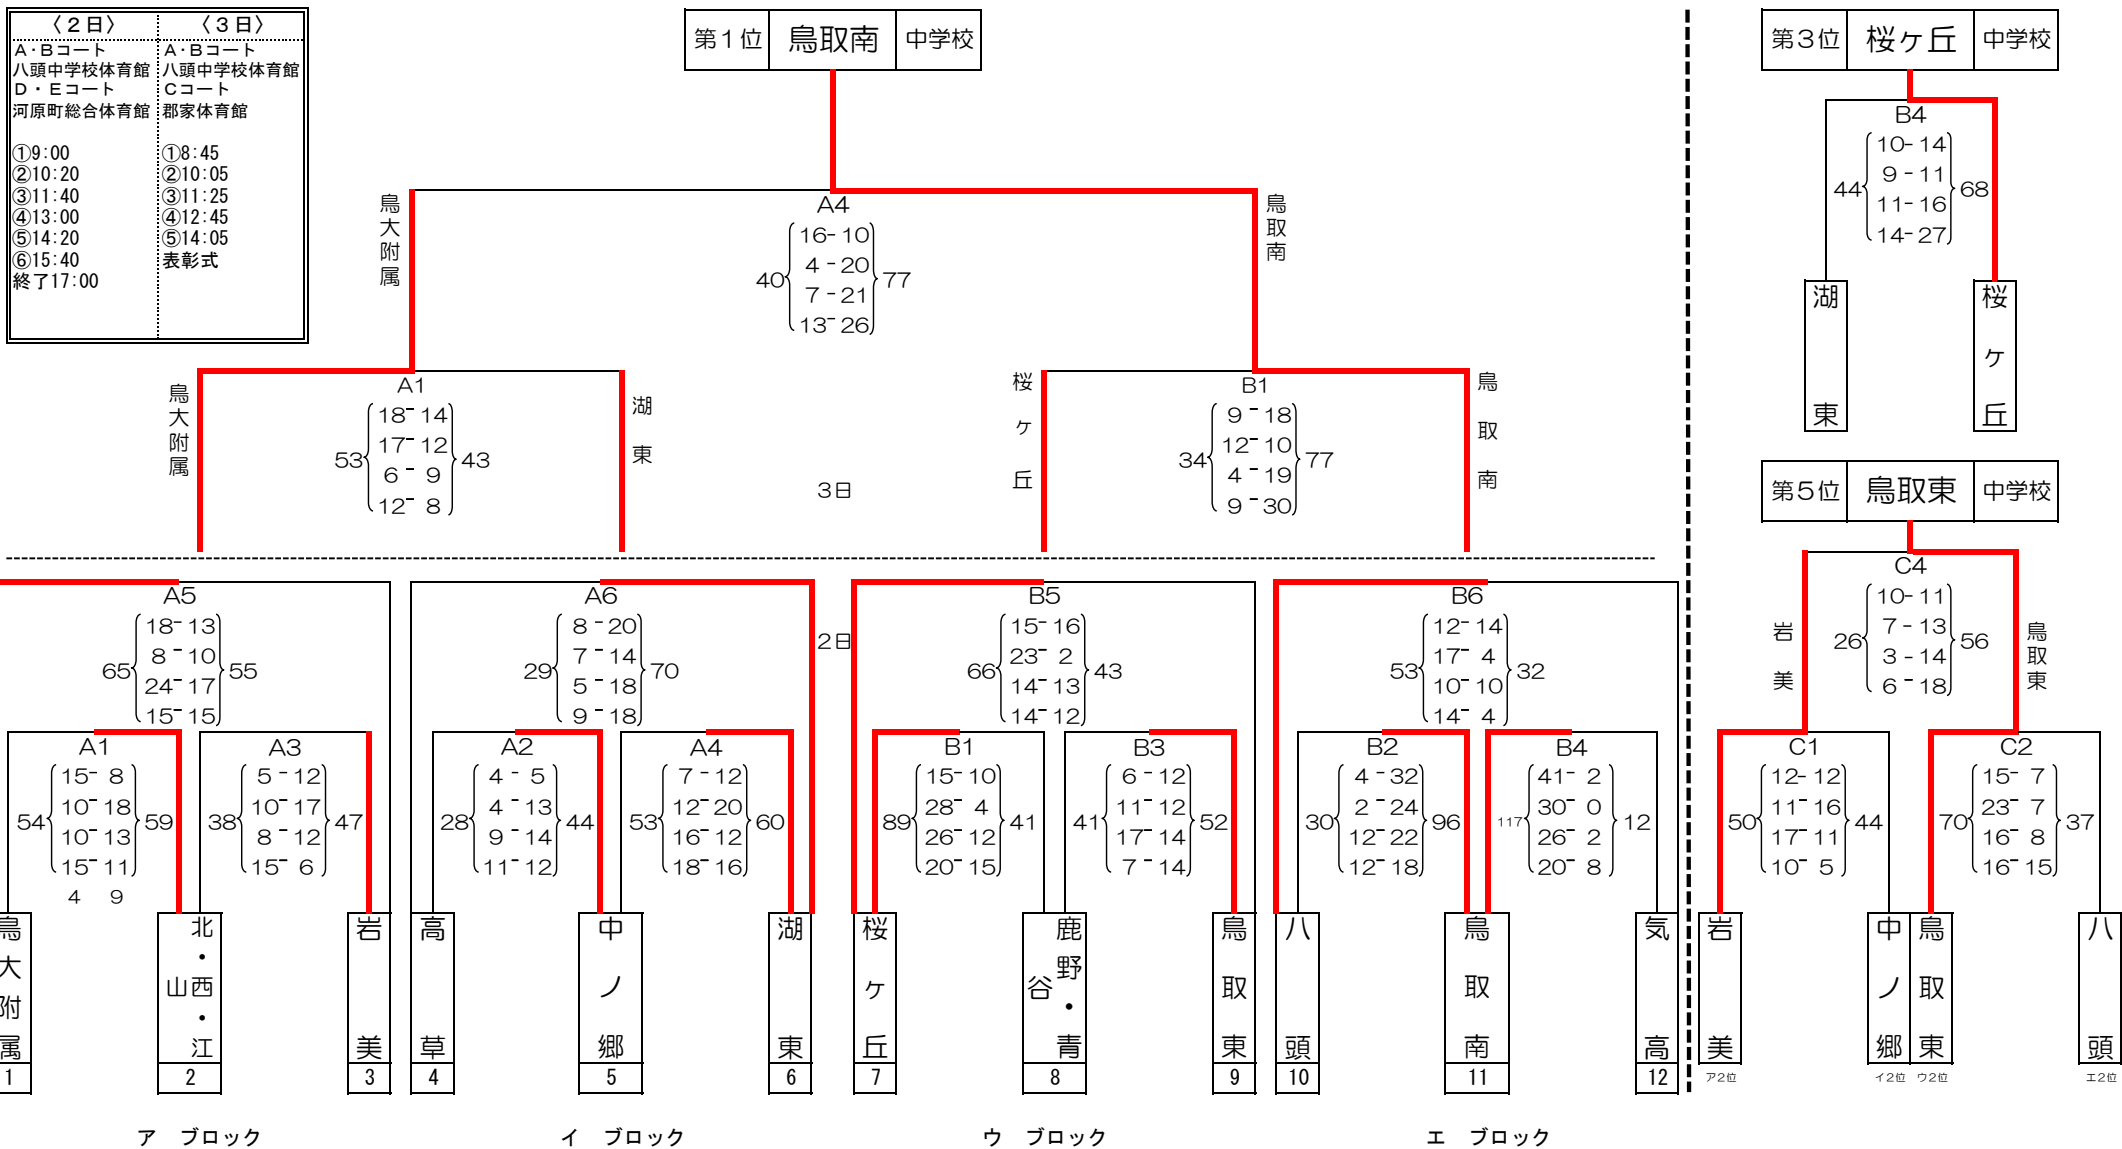 〈２日〉
Ａ・Ｂコート
八頭中学校体育館
Ｄ・Ｅコート
河原町総合体育館
①9:00
②10:20
③11:40
④13:00
⑤14:20
⑥15:40
終了17:00
〈３日〉
Ａ・Ｂコート
八頭中学校体育館
Ｃコート
郡家体育館
①8:45
②10:05
③11:25
④12:45
⑤14:05
表彰式
第１位 鳥取南 中学校
鳥大附属
A4
鳥取南
40
16-10
4-20
7-21
13-26
77
鳥大附属
A1
湖東
53
18-14
17-12
6-9
12-8
43
桜ヶ丘
B1
鳥取南
34
9-18
12-10
4-19
9-30
77
3日
2日
A5
65
18-13
8-10
24-17
15-15
55
A6
29
8-20
7-14
5-18
9-18
70
B5
66
15-16
23-2
14-13
14-12
43
B6
53
12-14
17-4
10-10
14-4
32
A1
54
15-8
10-18
10-13
15-11
4 9
59
A3
38
5-12
10-17
8-12
15-6
47
A2
28
4-5
4-13
9-14
11-12
44
A4
53
7-12
12-20
16-12
18-16
60
B1
89
15-10
28-4
26-12
20-15
41
B3
41
6-12
11-12
17-14
7-14
52
B2
30
4-32
2-24
12-22
12-18
96
B4
117
41-2
30-0
26-2
20-8
12
鳥大附属
1
北・西・江山
2
岩美
3
高草
4
中ノ郷
5
湖東
6
桜ヶ丘
7
鹿野・青谷
8
鳥取東
9
八頭
10
鳥取南
11
気高
12
ア ブロック
イ ブロック
ウ ブロック
エ ブロック
第３位 桜ヶ丘 中学校
B4
44
10-14
9-11
11-16
14-27
68
湖東
桜ヶ丘
第５位 鳥取東 中学校
C4
岩美
26
10-11
7-13
3-14
6-18
56
鳥取東
C1
50
12-12
11-16
17-11
10-5
44
C2
70
15-7
23-7
16-8
16-15
37
岩美
ア2位
中ノ郷
イ2位
鳥取東
ウ2位
八頭
エ2位